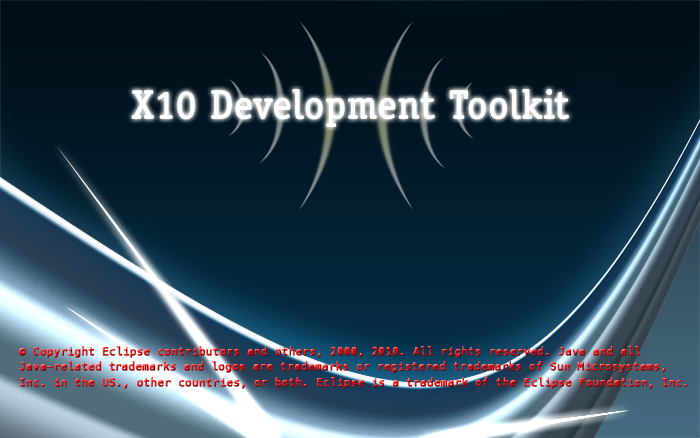 X10 Development Toolkit
© Copyright Eclipse contributors and others, 2000, 2010. All rights reserved. Java and all
Java-related trademarks and logos are trademarks or registered trademarks of Sun Microsystems,
Inc. in the US., other countries, or both. Eclipse is a trademark of the Eclipse Foundation, Inc.